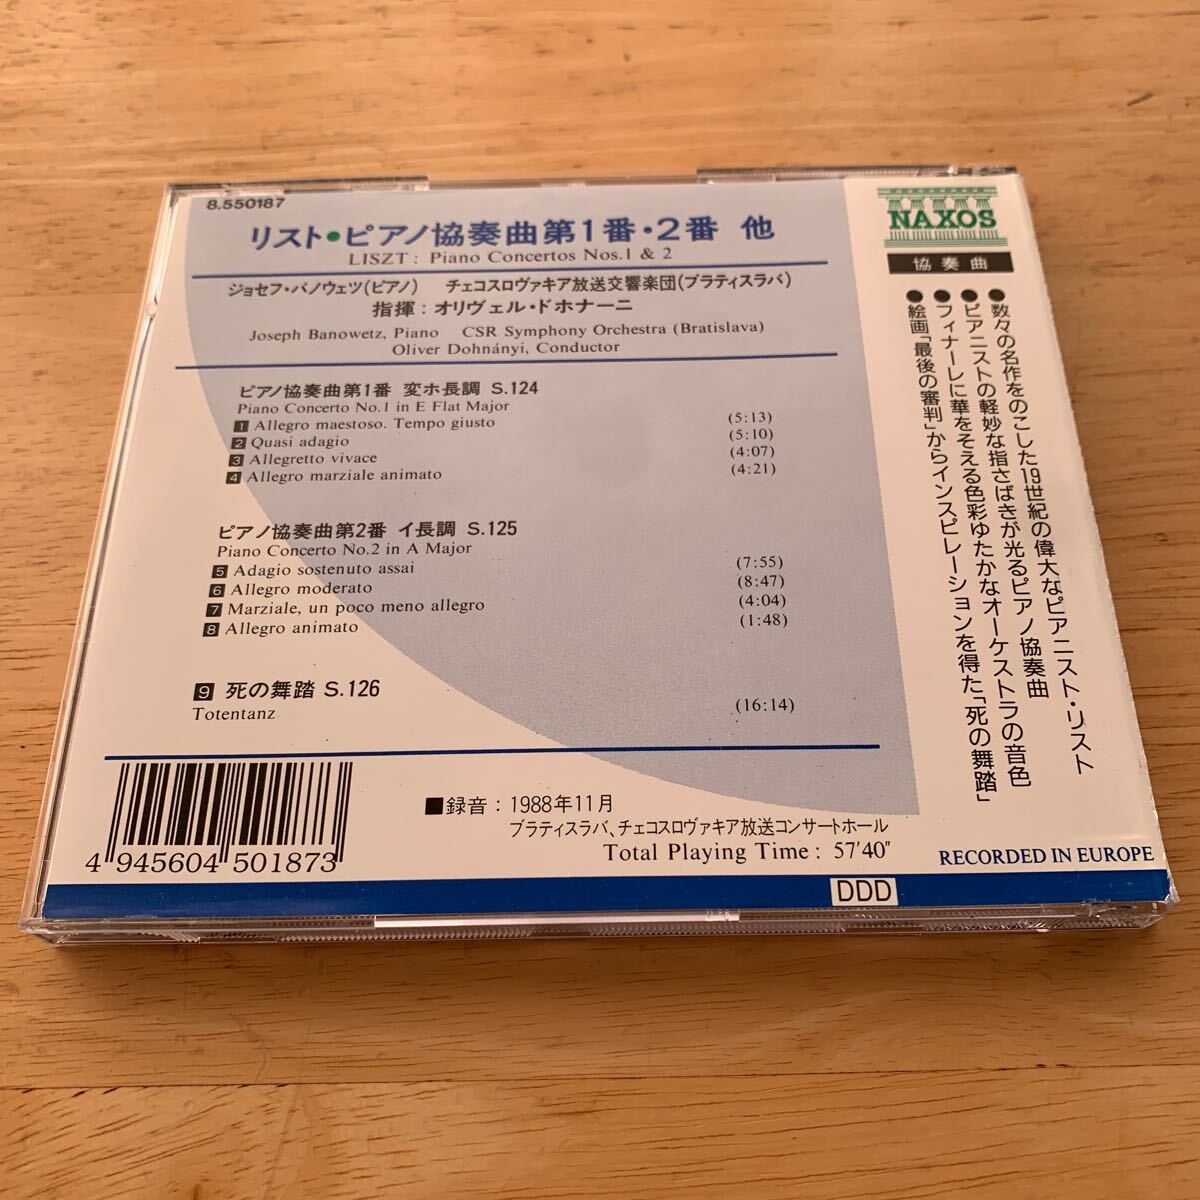 8.550187
リスト・ピアノ協奏曲第1番・2番 他
LISZT: Piano Concertos Nos.1 & 2
ジョセフ・バノウェツ(ピアノ) チェコスロヴァキア放送交響楽団(ブラティスラバ)
指揮：オリヴェル・ドホナーニ
Joseph Banowetz, Piano CSR Symphony Orchestra (Bratislava)
Oliver Dohnányi, Conductor
ピアノ協奏曲第1番 変ホ長調 S.124
Piano Concerto No.1 in E Flat Major
1 Allegro maestoso. Tempo giusto (5:13)
2 Quasi adagio (5:10)
3 Allegretto vivace (4:07)
4 Allegro marziale animato (4:21)
ピアノ協奏曲第2番 イ長調 S.125
Piano Concerto No.2 in A Major
5 Adagio sostenuto assai (7:55)
6 Allegro moderato (8:47)
7 Marziale, un poco meno allegro (4:04)
8 Allegro animato (1:48)
9 死の舞踏 S.126 (16:14)
Totentanz
4 945604 501873
■録音：1988年11月
ブラティスラバ、チェコスロヴァキア放送コンサートホール
Total Playing Time: 57'40"
DDD
NAXOS
協奏曲
●数々の名作をのこした19世紀の偉大なピアニスト・リスト
●ピアニストの軽妙な指さばきが光るピアノ協奏曲
●フィナーレに華をそえる色彩ゆたかなオーケストラの音色
●絵画「最後の審判」からインスピレーションを得た「死の舞踏」
RECORDED IN EUROPE